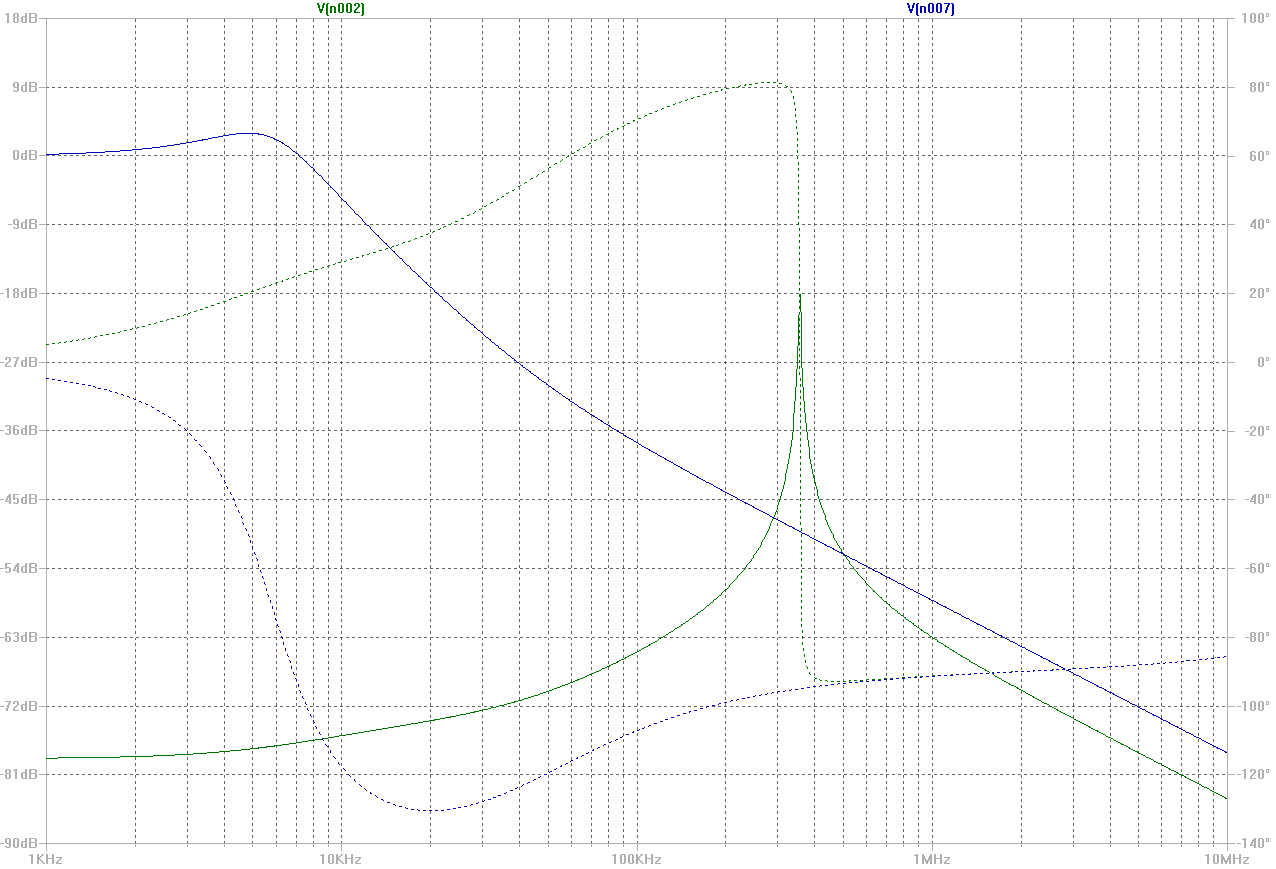 V(n002) V(n007)
18dB 100°
9dB 80°
0dB 60°
-9dB 40°
-18dB 20°
-27dB 0°
-36dB -20°
-45dB -40°
-54dB -60°
-63dB -80°
-72dB -100°
-81dB -120°
-90dB -140°
1KHz 10KHz 100KHz 1MHz 10MHz